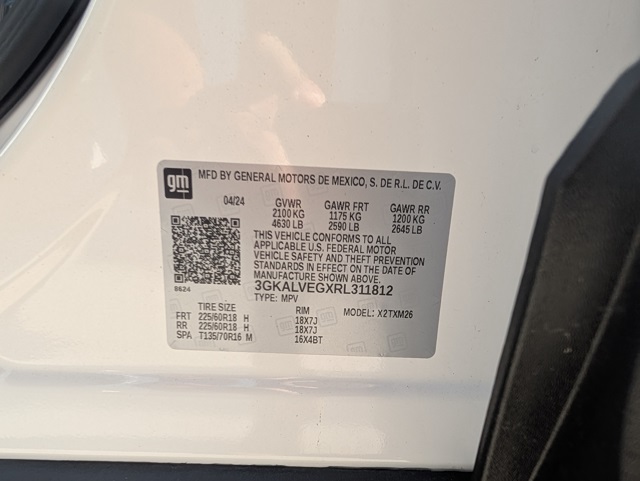 gm
MFD BY GENERAL MOTORS DE MEXICO, S. DE R.L. DE C.V.
04/24 GVWR GAWR FRT GAWR RR
2100 KG 1175 KG 1200 KG
4630 LB 2590 LB 2645 LB
THIS VEHICLE CONFORMS TO ALL
APPLICABLE U.S. FEDERAL MOTOR
VEHICLE SAFETY AND THEFT PREVENTION
STANDARDS IN EFFECT ON THE DATE OF
MANUFACTURE SHOWN ABOVE.
8624 3GKALVEGXRL311812
TYPE: MPV
TIRE SIZE RIM MODEL: X2TXM26
FRT 225/60R18 H 18X7J
RR 225/60R18 H 18X7J
SPA T135/70R16 M 16X4BT